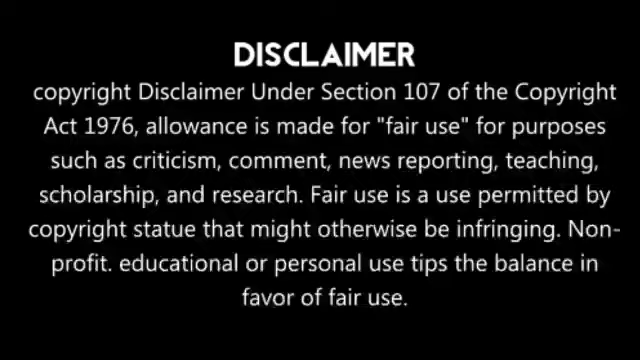 DISCLAIMER
copyright Disclaimer Under Section 107 of the Copyright
Act 1976, allowance is made for "fair use" for purposes
such as criticism, comment, news reporting, teaching,
scholarship, and research. Fair use is a use permitted by
copyright statue that might otherwise be infringing. Non-
profit. educational or personal use tips the balance in
favor of fair use.